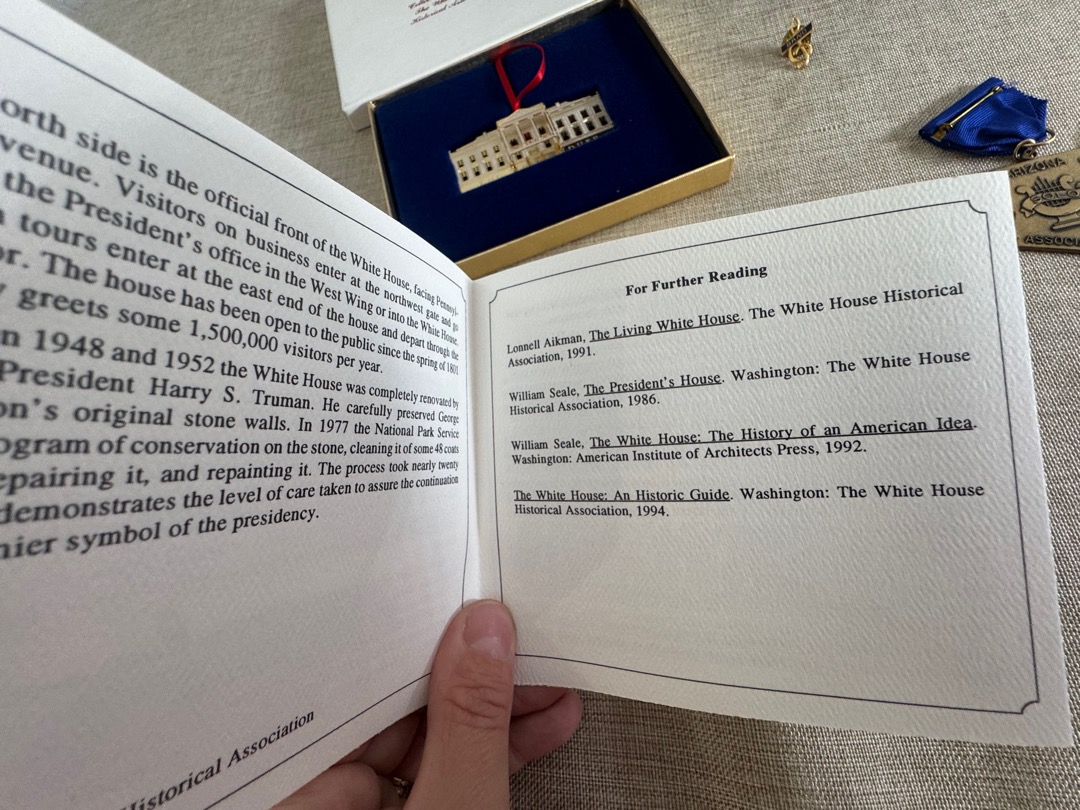 Historical Ass
orth side is the official front of the White House, facing Pennsyl-
venue. Visitors on business enter at the northwest gate and go
the President's office in the West Wing or into the White House.
tours enter at the east end of the house and depart through the
or. The house has been open to the public since the spring of 1801
greets some 1,500,000 visitors per year.
n 1948 and 1952 the White House was completely renovated by
President Harry S. Truman. He carefully preserved George
on's original stone walls. In 1977 the National Park Service
ogram of conservation on the stone, cleaning it of some 48 coats
epairing it, and repainting it. The process took nearly twenty
demonstrates the level of care taken to assure the continuation
mier symbol of the presidency.
Historical Association
For Further Reading
Lonnell Aikman, The Living White House. The White House Historical
Association, 1991.
William Seale, The President's House. Washington: The White House
Historical Association, 1986.
William Seale, The White House: The History of an American Idea.
Washington: American Institute of Architects Press, 1992.
The White House: An Historic Guide. Washington: The White House
Historical Association, 1994.
ARIZONA
SOLO
ASSOCI